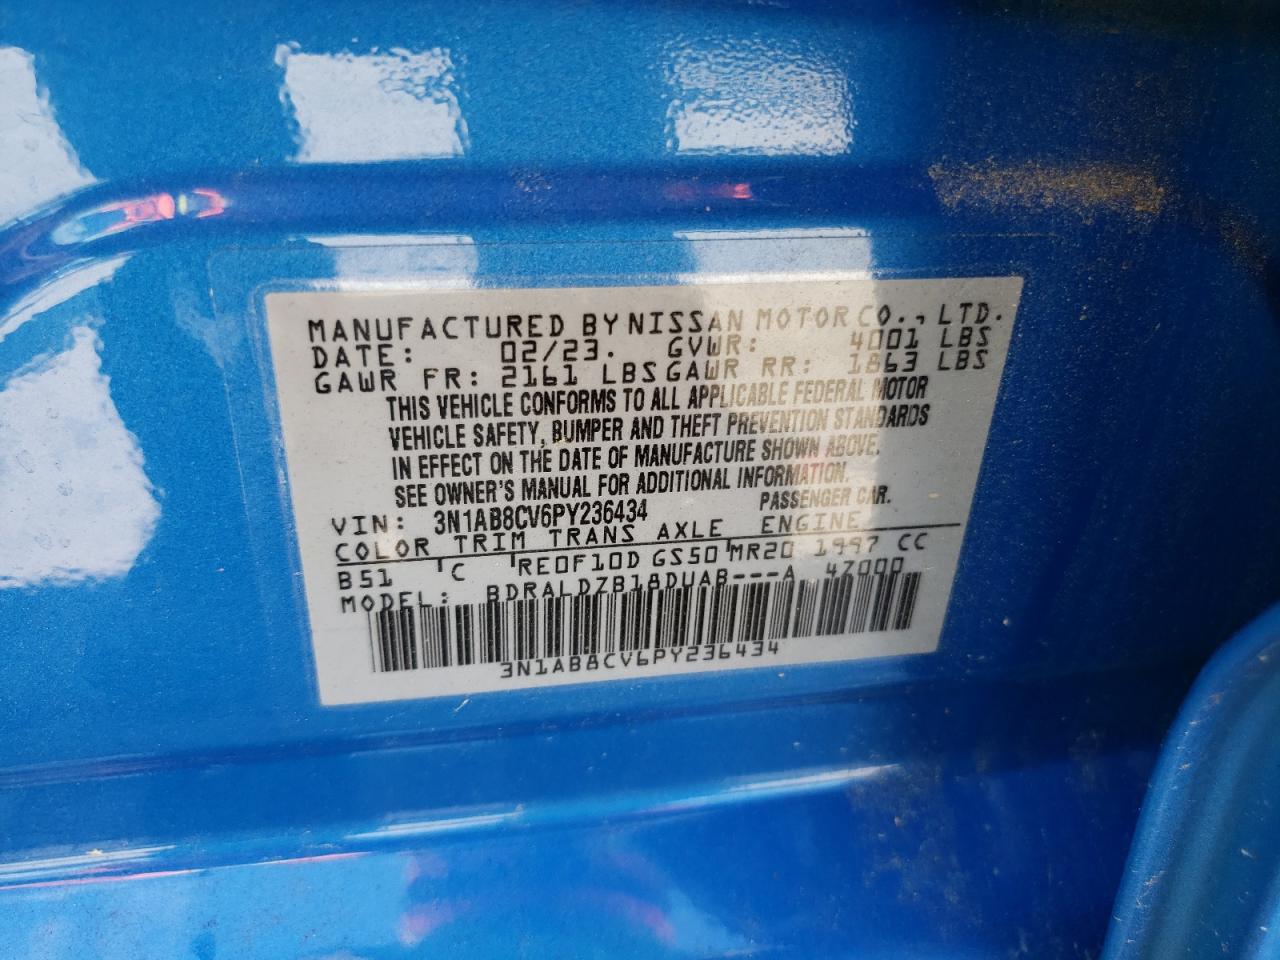 MANUFACTURED BY NISSAN MOTOR CO., LTD.
DATE: 02/23. GVWR: 4001 LBS
GAWR FR: 2161 LBS GAWR RR: 1863 LBS
THIS VEHICLE CONFORMS TO ALL APPLICABLE FEDERAL MOTOR
VEHICLE SAFETY, BUMPER AND THEFT PREVENTION STANDARDS
IN EFFECT ON THE DATE OF MANUFACTURE SHOWN ABOVE.
SEE OWNER'S MANUAL FOR ADDITIONAL INFORMATION.
VIN: 3N1AB8CV6PY236434 PASSENGER CAR.
COLOR TRIM TRANS AXLE ENGINE
B51 'C 'RE0F10D GS50'MR20 1997 CC
MODEL: BDRALDZB18DUAB---A 4Z000
3N1AB8CV6PY236434